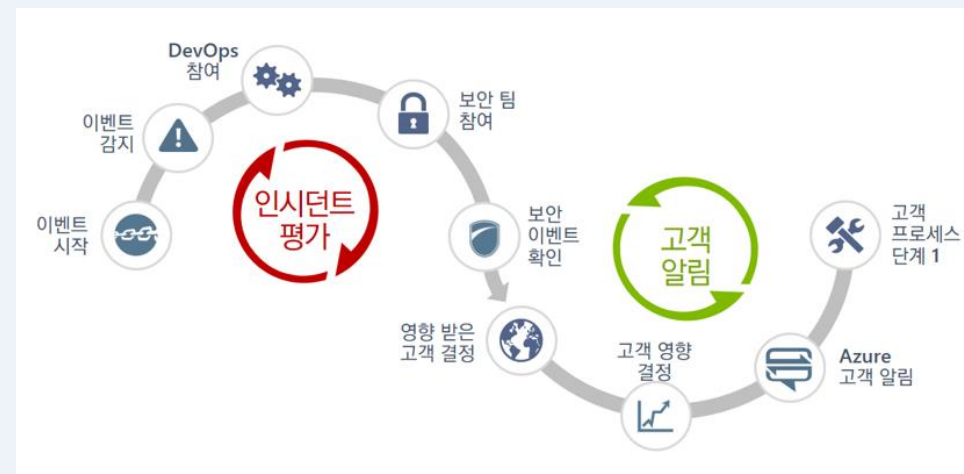 이벤트
시작
이벤트
감지
DevOps
참여
보안 팀
참여
인시던트
평가
보안
이벤트
확인
영향 받은
고객 결정
고객 영향
결정
고객
알림
Azure
고객 알림
고객
프로세스
단계 1